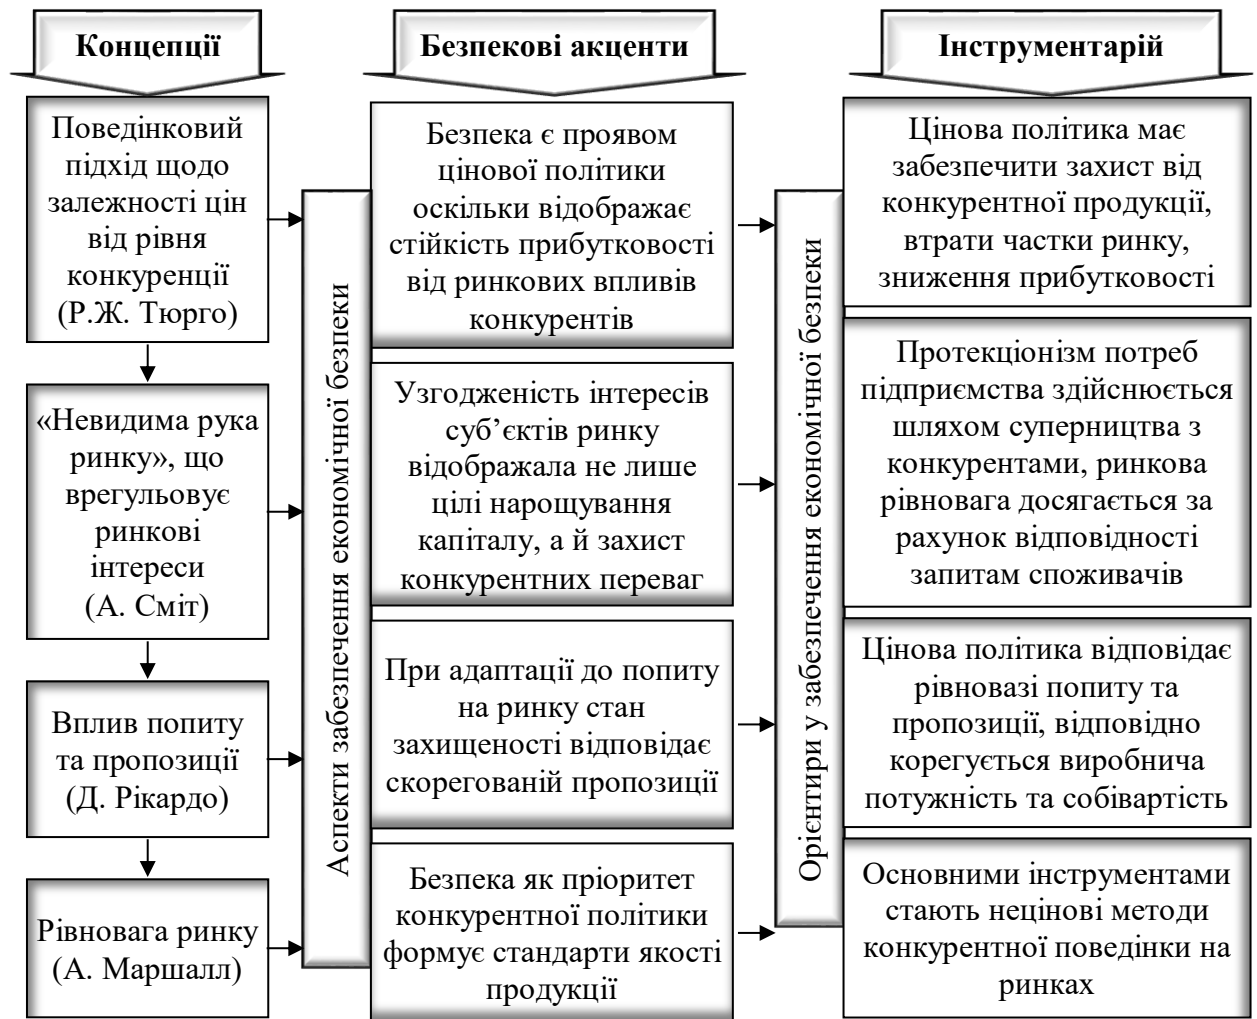 Концепції
Безпекові акценти
Інструментарій
Поведінковий
підхід щодо
залежності цін
від рівня
конкуренції
(Р.Ж. Тюрго)
«Невидима рука
ринку», що
врегульовує
ринкові
інтереси
(А. Сміт)
Вплив попиту
та пропозиції
(Д. Рікардо)
Рівновага ринку
(А. Маршалл)
Аспекти забезпечення економічної безпеки
Безпека є проявом
цінової політики
оскільки відображає
стійкість прибутковості
від ринкових впливів
конкурентів
Узгодженість інтересів
суб’єктів ринку
відображала не лише
цілі нарощування
капіталу, а й захист
конкурентних переваг
При адаптації до попиту
на ринку стан
захищеності відповідає
скорегованій пропозиції
Безпека як пріоритет
конкурентної політики
формує стандарти якості
продукції
Орієнтири у забезпечення економічної безпеки
Цінова політика має
забезпечити захист від
конкурентної продукції,
втрати частки ринку,
зниження прибутковості
Протекціонізм потреб
підприємства здійснюється
шляхом суперництва з
конкурентами, ринкова
рівновага досягається за
рахунок відповідності
запитам споживачів
Цінова політика відповідає
рівновазі попиту та
пропозиції, відповідно
корегується виробнича
потужність та собівартість
Основними інструментами
стають нецінові методи
конкурентної поведінки на
ринках